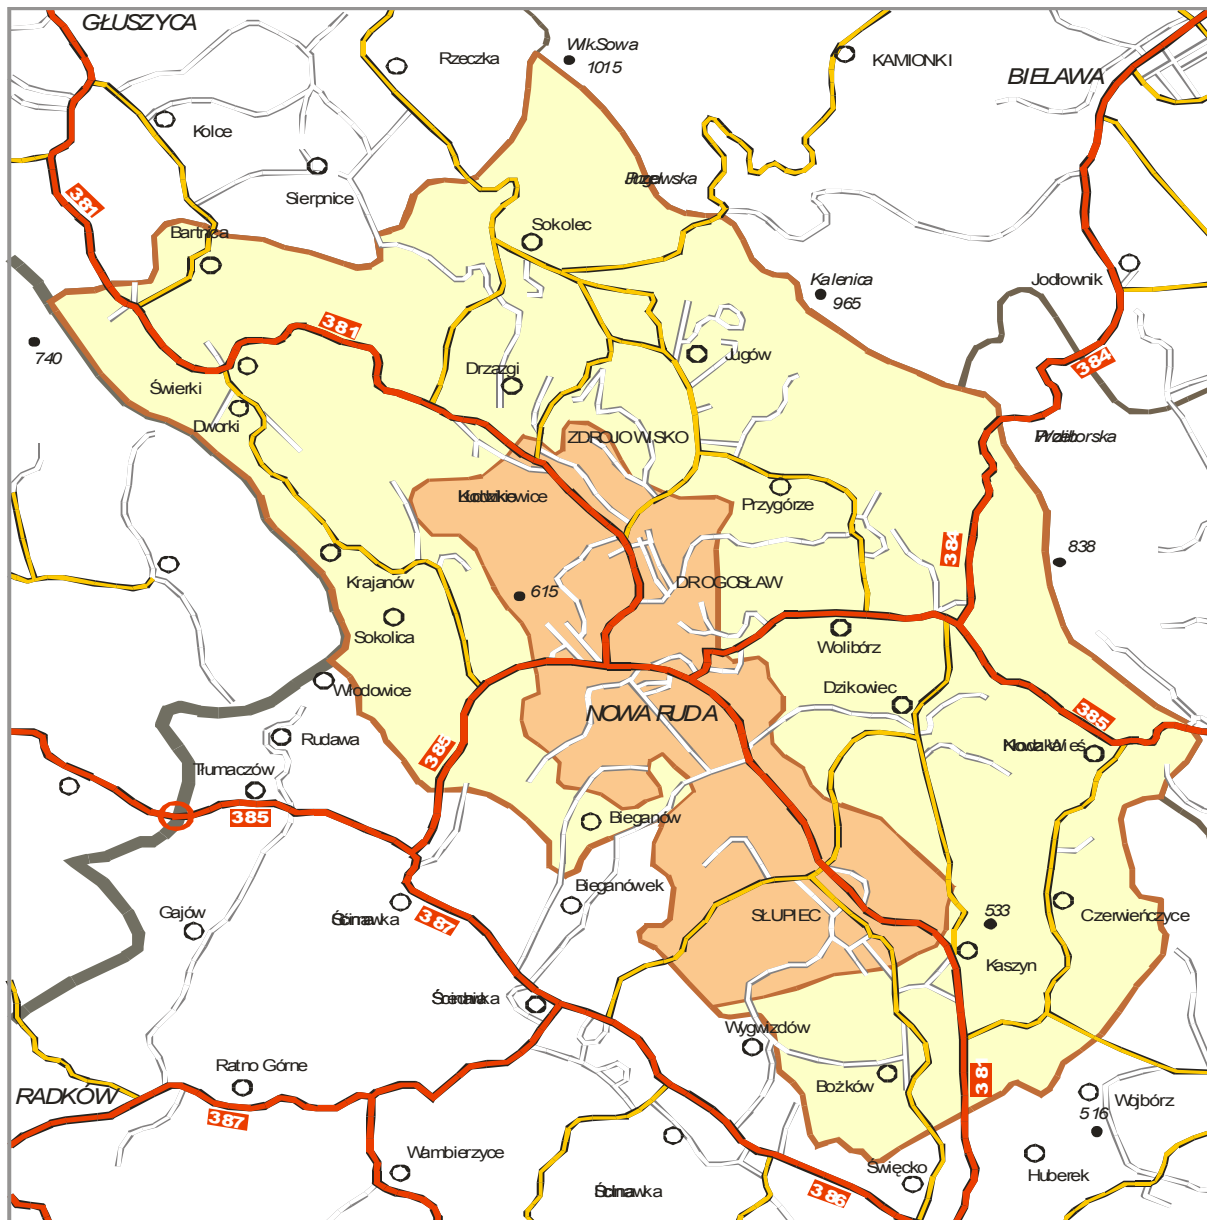 GŁUSZYCA
Rzeczka
Wlk.Sowa
1015
KAMIONKI
BIELAWA
Kolce
Sierpnice
381
Bartnica
Sokolec
Kalenica
965
Jodłownik
740
381
384
Świerki
Drzazgi
Jugów
Dworki
ZDROJOWISKO
Przygórze
384
838
Krajanów
615
DROGOSŁAW
Sokolica
Wolibórz
Włodowice
Dzikowiec
NOWA RUDA
385
385
Rudawa
Tłumaczów
385
Bieganów
Bieganówek
Gajów
387
SŁUPIEC
533
Czerwieńczyce
Kaszyn
Wygwizdów
Ratno Górne
Bożków
381
RADKÓW
387
Wojbórz
516
Wambierzyce
Święcko
Huberek
386